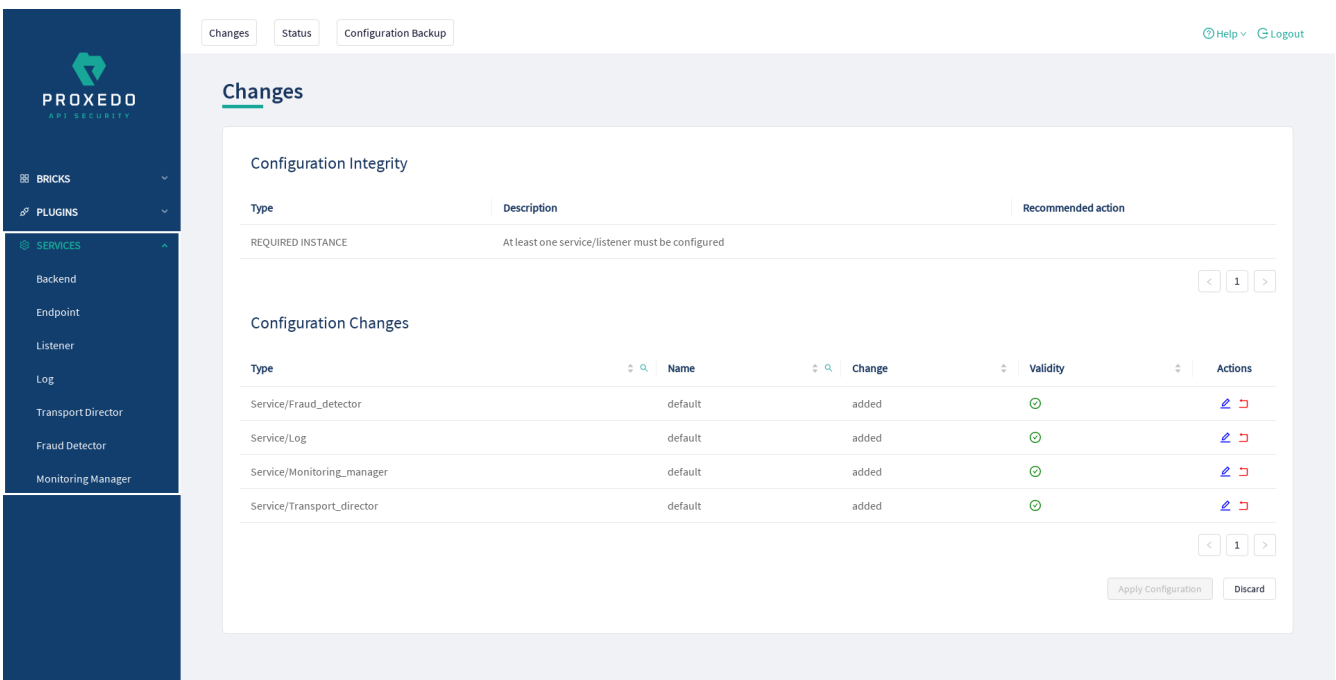 Changes Status Configuration Backup Help Logout
PROXEDO
API SECURITY
BRICKS
PLUGINS
SERVICES
Backend
Endpoint
Listener
Log
Transport Director
Fraud Detector
Monitoring Manager
Changes
Configuration Integrity
Type Description Recommended action
REQUIRED INSTANCE At least one service/listener must be configured
< 1 >
Configuration Changes
Type Name Change Validity Actions
Service/Fraud_detector default added
Service/Log default added
Service/Monitoring_manager default added
Service/Transport_director default added
< 1 >
Apply Configuration Discard